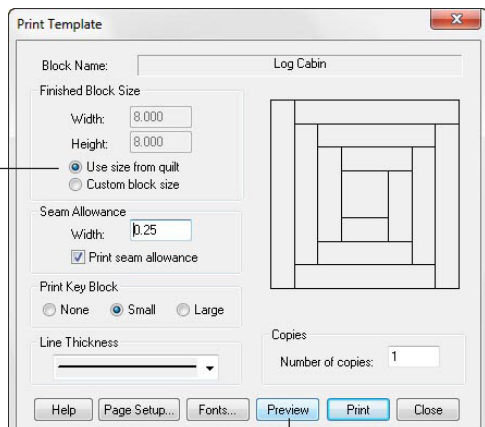 Print Template
Block Name: Log Cabin
Finished Block Size
Width: 8.000
Height: 8.000
Use size from quilt
Custom block size
Seam Allowance
Width: 0.25
Print seam allowance
Print Key Block
None Small Large
Line Thickness
Copies
Number of copies: 1
Help Page Setup... Fonts... Preview Print Close